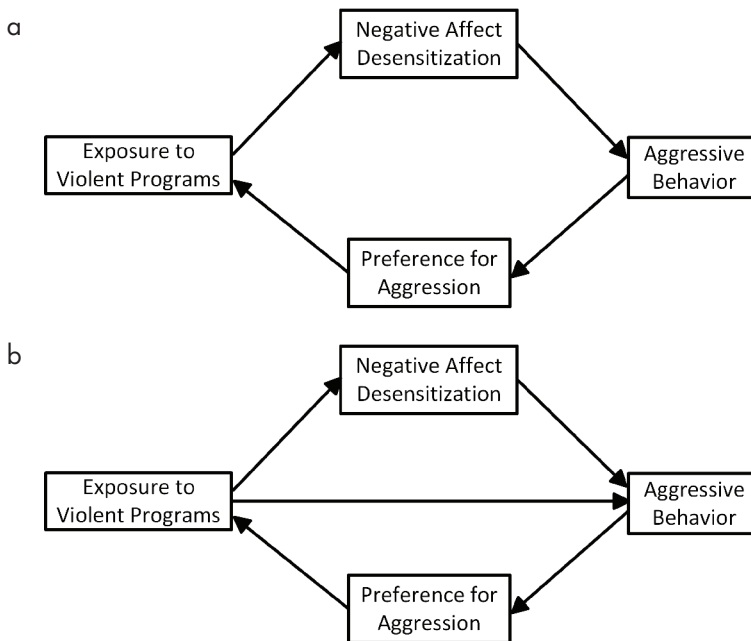 a
Negative Affect
Desensitization
Exposure to
Violent Programs
Aggressive
Behavior
Preference for
Aggression
b
Negative Affect
Desensitization
Exposure to
Violent Programs
Aggressive
Behavior
Preference for
Aggression